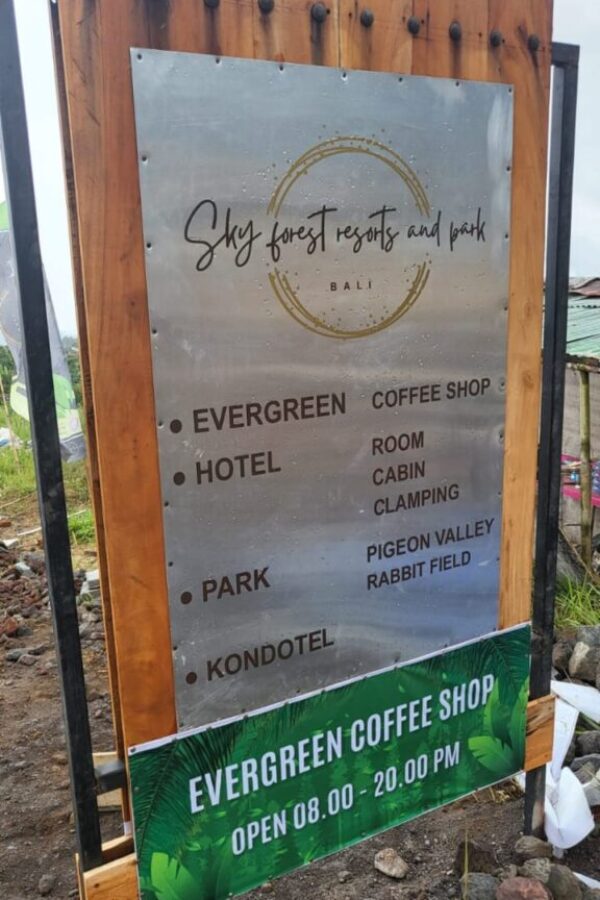 Sky forest resorts and park
BALI
• EVERGREEN COFFEE SHOP
• HOTEL ROOM
CABIN
CLAMPING
• PARK PIGEON VALLEY
RABBIT FIELD
• KONDOTEL
EVERGREEN COFFEE SHOP
OPEN 08.00 - 20.00 PM